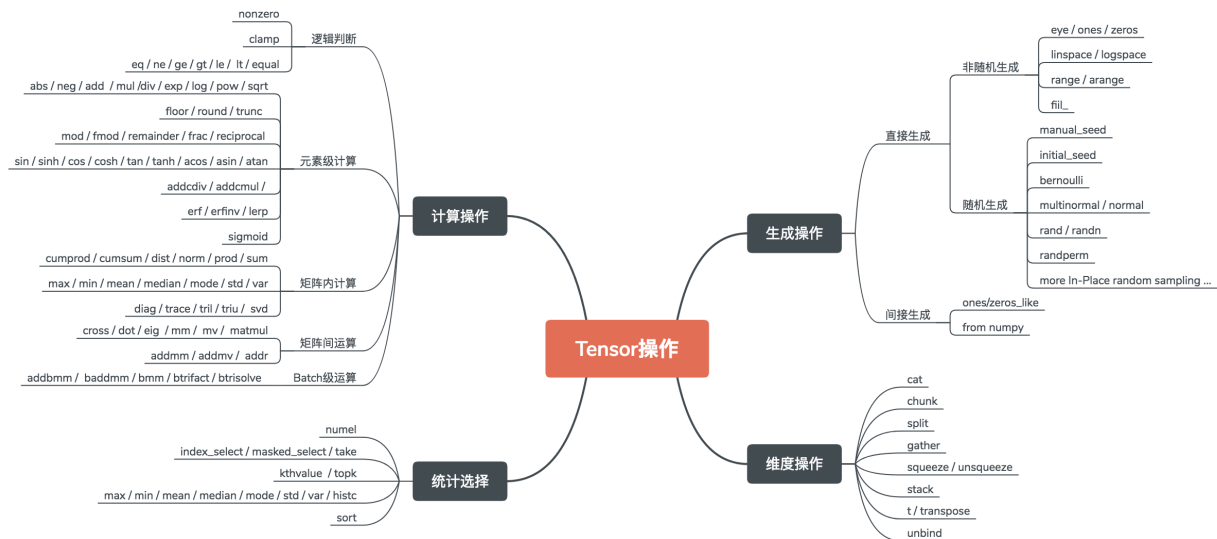 Tensor操作
计算操作
逻辑判断
nonzero
clamp
eq / ne / ge / gt / le / lt / equal
元素级计算
abs / neg / add / mul /div / exp / log / pow / sqrt
floor / round / trunc
mod / fmod / remainder / frac / reciprocal
sin / sinh / cos / cosh / tan / tanh / acos / asin / atan
addcdiv / addcmul /
erf / erfinv / lerp
sigmoid
矩阵内计算
cumprod / cumsum / dist / norm / prod / sum
max / min / mean / median / mode / std / var
diag / trace / tril / triu / svd
矩阵间运算
cross / dot / eig / mm / mv / matmul
addmm / addmv / addr
Batch级运算
addbmm / baddmm / bmm / btrifact / btrisolve
统计选择
numel
index_select / masked_select / take
kthvalue / topk
max / min / mean / median / mode / std / var / histc
sort
生成操作
直接生成
非随机生成
eye / ones / zeros
linspace / logspace
range / arange
fiil_
随机生成
manual_seed
initial_seed
bernoulli
multinormal / normal
rand / randn
randperm
more In-Place random sampling ...
间接生成
ones/zeros_like
from numpy
维度操作
cat
chunk
split
gather
squeeze / unsqueeze
stack
t / transpose
unbind